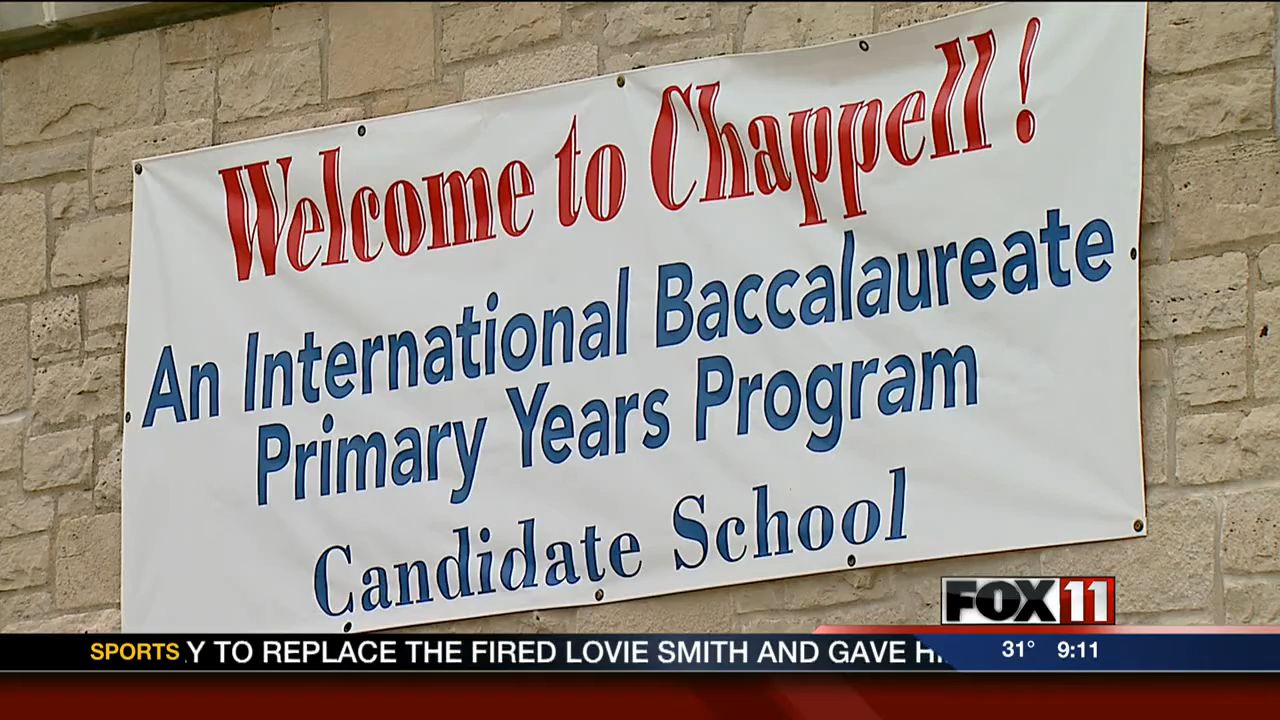 Welcome to Chappell!
An International Baccalaureate
Primary Years Program
Candidate School
FOX 11
SPORTS Y TO REPLACE THE FIRED LOVIE SMITH AND GAVE 31° 9:11